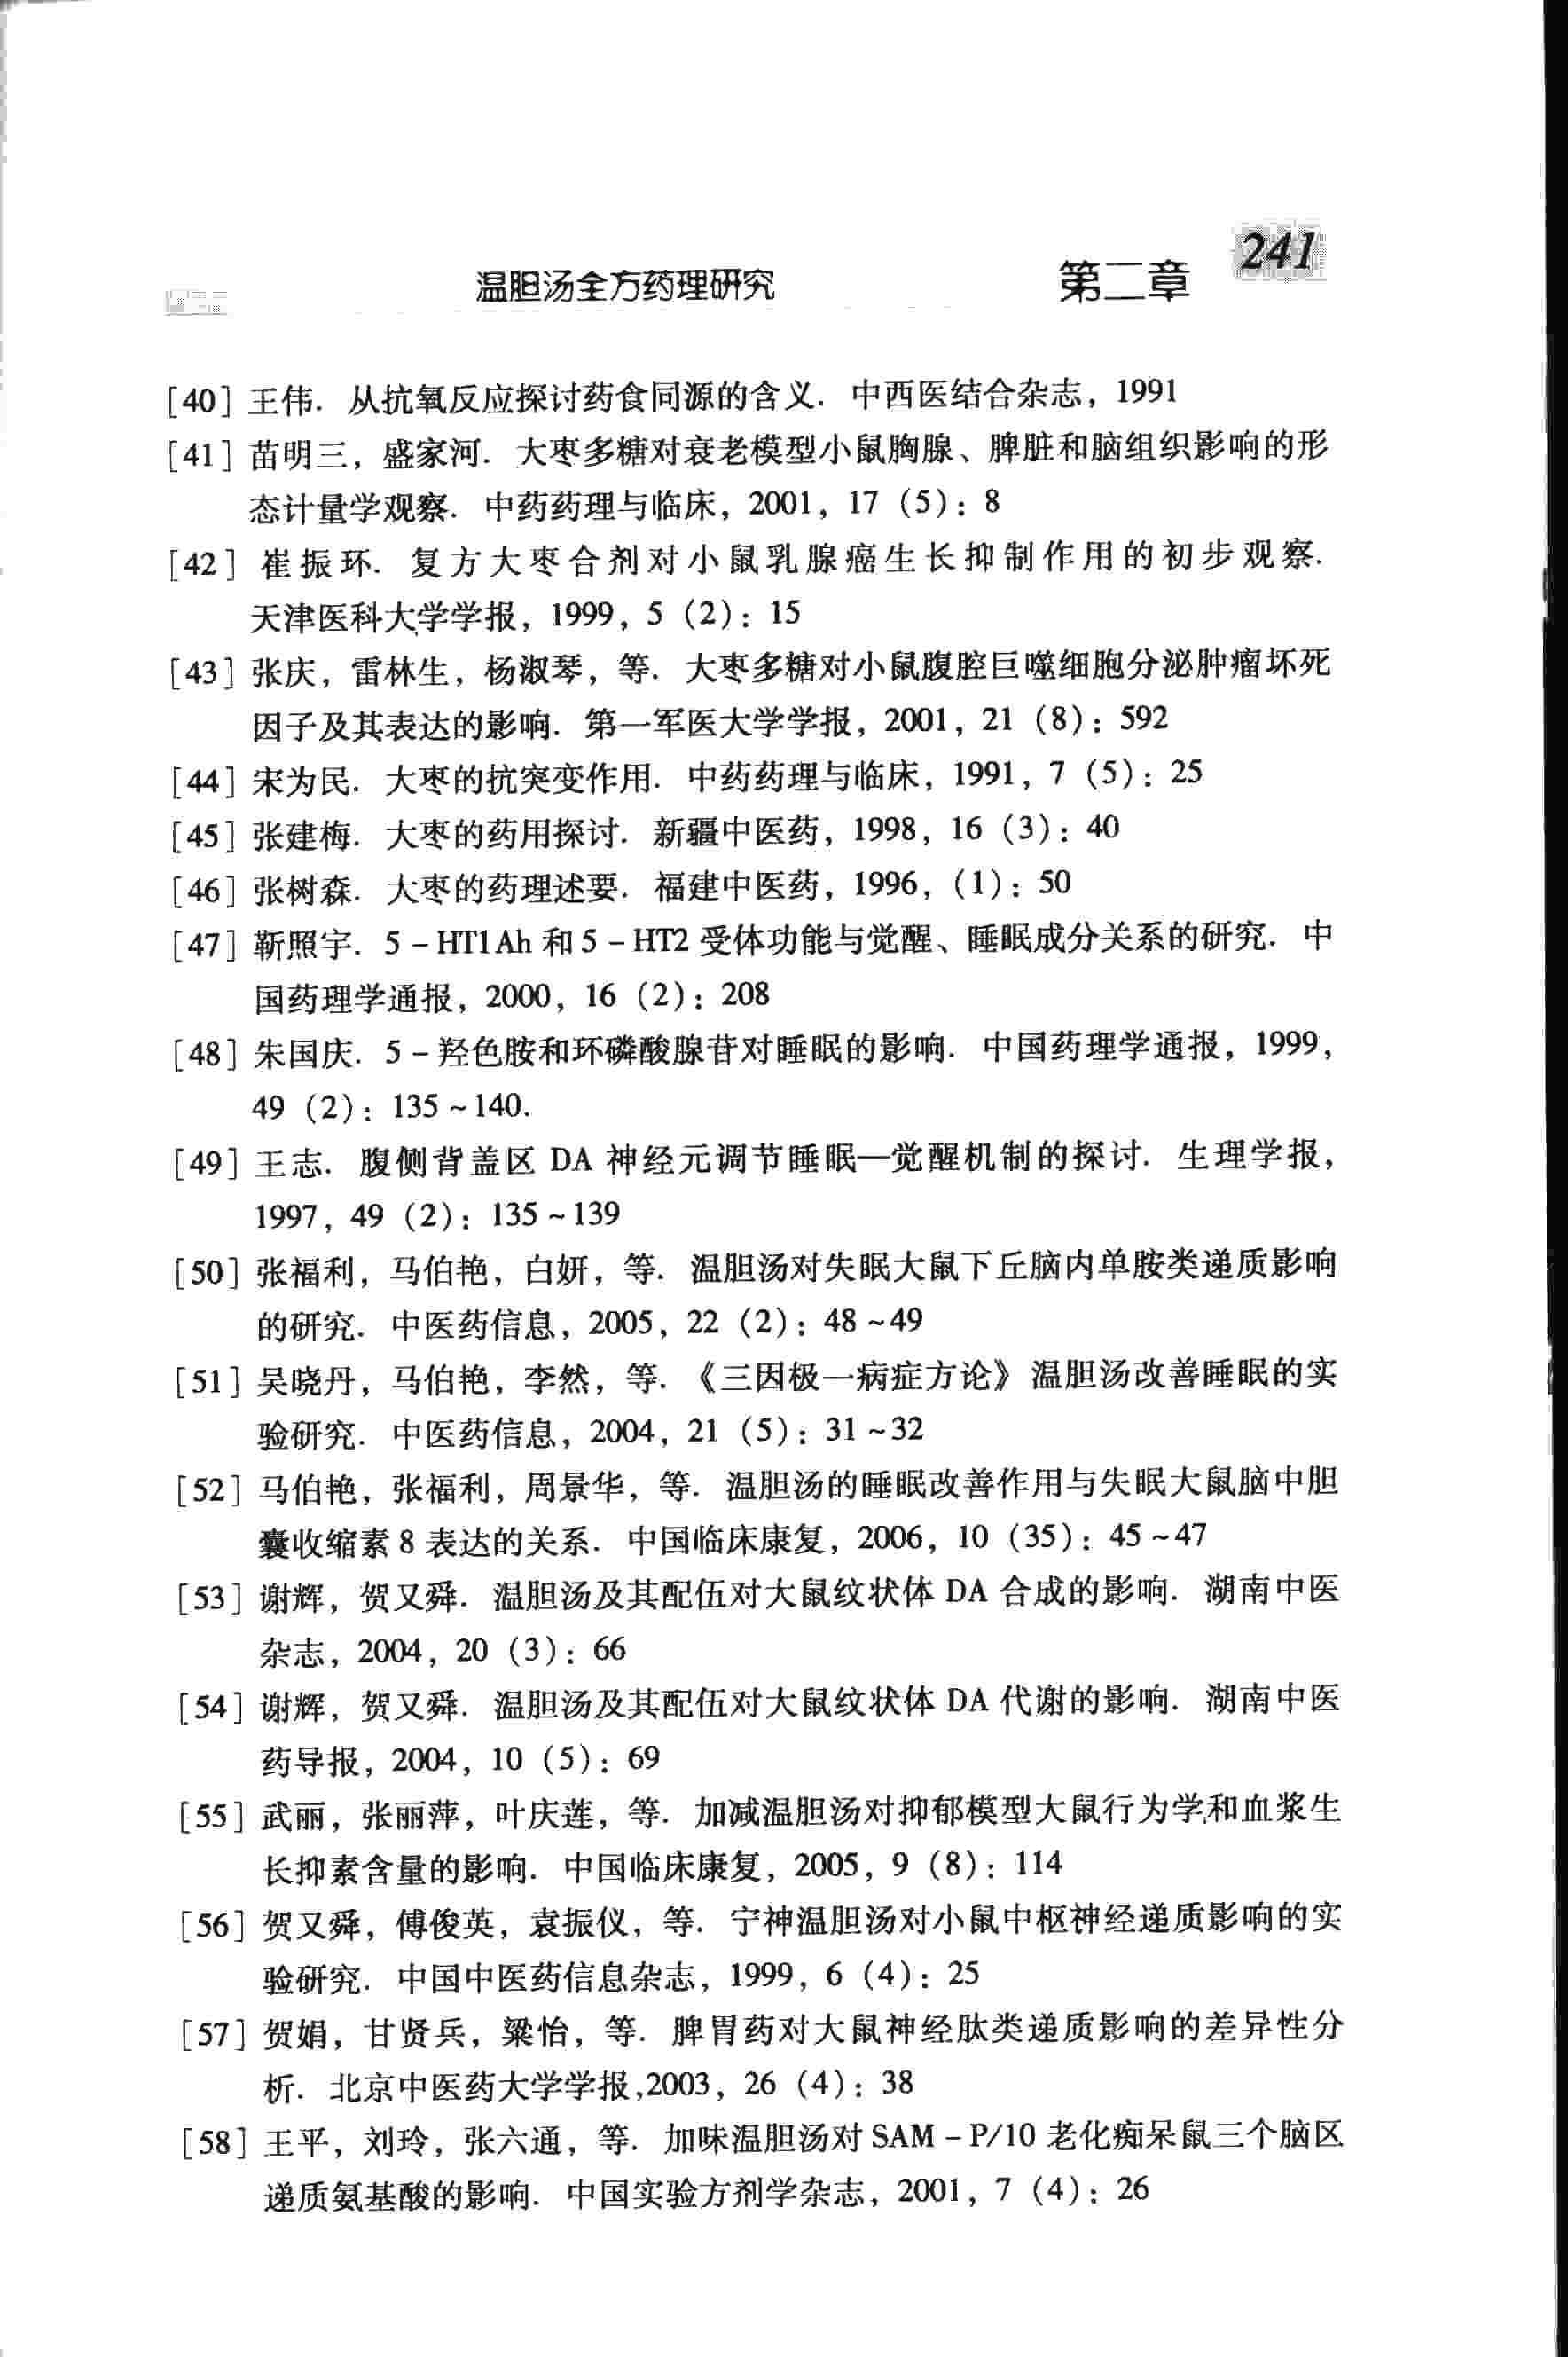 温胆汤全方药理研究 第二章 241
[40] 王伟. 从抗氧反应探讨药食同源的含义. 中西医结合杂志, 1991
[41] 苗明三, 盛家河. 大枣多糖对衰老模型小鼠胸腺、脾脏和脑组织影响的形
态计量学观察. 中药药理与临床, 2001, 17 (5): 8
[42] 崔振环. 复方大枣合剂对小鼠乳腺癌生长抑制作用的初步观察.
天津医科大学学报, 1999, 5 (2): 15
[43] 张庆, 雷林生, 杨淑琴, 等. 大枣多糖对小鼠腹腔巨噬细胞分泌肿瘤坏死
因子及其表达的影响. 第一军医大学学报, 2001, 21 (8): 592
[44] 宋为民. 大枣的抗突变作用. 中药药理与临床, 1991, 7 (5): 25
[45] 张建梅. 大枣的药用探讨. 新疆中医药, 1998, 16 (3): 40
[46] 张树森. 大枣的药理述要. 福建中医药, 1996, (1): 50
[47] 靳照宇. 5-HT1Ah 和 5-HT2 受体功能与觉醒、睡眠成分关系的研究. 中
国药理学通报, 2000, 16 (2): 208
[48] 朱国庆. 5-羟色胺和环磷酸腺苷对睡眠的影响. 中国药理学通报, 1999,
49 (2): 135~140.
[49] 王志. 腹侧背盖区 DA 神经元调节睡眠—觉醒机制的探讨. 生理学报,
1997, 49 (2): 135~139
[50] 张福利, 马伯艳, 白妍, 等. 温胆汤对失眠大鼠下丘脑内单胺类递质影响
的研究. 中医药信息, 2005, 22 (2): 48~49
[51] 吴晓丹, 马伯艳, 李然, 等. 《三因极一病症方论》温胆汤改善睡眠的实
验研究. 中医药信息, 2004, 21 (5): 31~32
[52] 马伯艳, 张福利, 周景华, 等. 温胆汤的睡眠改善作用与失眠大鼠脑中胆
囊收缩素 8 表达的关系. 中国临床康复, 2006, 10 (35): 45~47
[53] 谢辉, 贺又舜. 温胆汤及其配伍对大鼠纹状体 DA 合成的影响. 湖南中医
杂志, 2004, 20 (3): 66
[54] 谢辉, 贺又舜. 温胆汤及其配伍对大鼠纹状体 DA 代谢的影响. 湖南中医
药导报, 2004, 10 (5): 69
[55] 武丽, 张丽萍, 叶庆莲, 等. 加减温胆汤对抑郁模型大鼠行为学和血浆生
长抑素含量的影响. 中国临床康复, 2005, 9 (8): 114
[56] 贺又舜, 傅俊英, 袁振仪, 等. 宁神温胆汤对小鼠中枢神经递质影响的实
验研究. 中国中医药信息杂志, 1999, 6 (4): 25
[57] 贺娟, 甘贤兵, 梁怡, 等. 脾胃药对大鼠神经肽类递质影响的差异性分
析. 北京中医药大学学报,2003, 26 (4): 38
[58] 王平, 刘玲, 张六通, 等. 加味温胆汤对 SAM-P/10 老化痴呆鼠三个脑区
递质氨基酸的影响. 中国实验方剂学杂志, 2001, 7 (4): 26